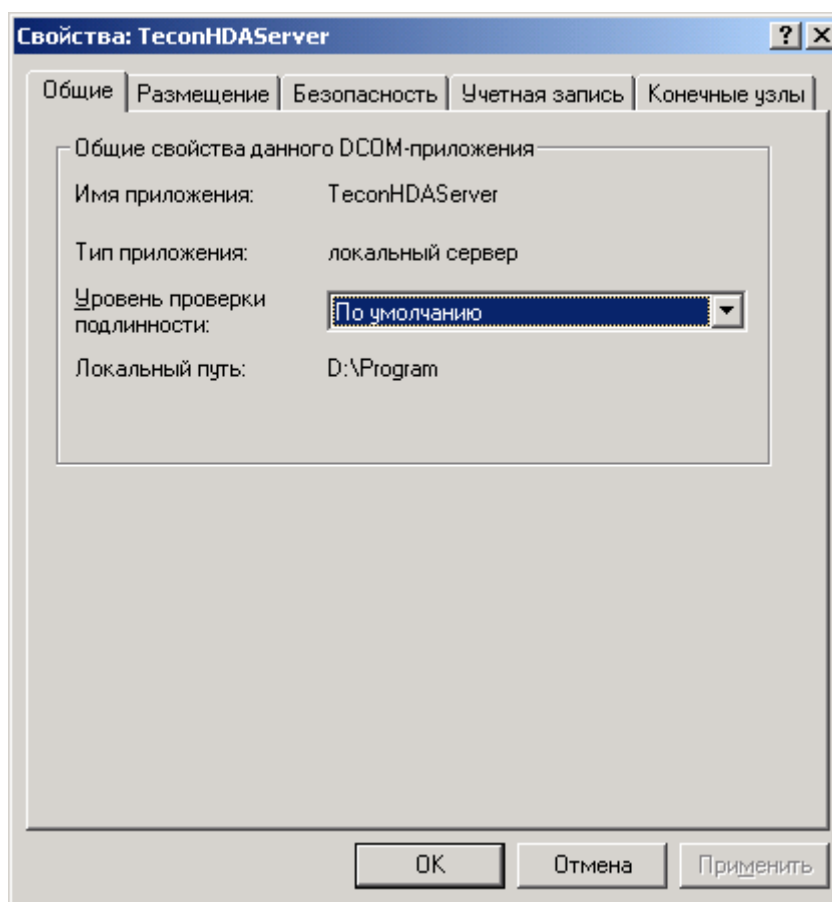 Свойства: TeconHDAServer
Общие Размещение Безопасность Учетная запись Конечные узлы
Общие свойства данного DCOM-приложения
Имя приложения: TeconHDAServer
Тип приложения: локальный сервер
Уровень проверки подлинности: По умолчанию
Локальный путь: D:\Program
OK Отмена Применить